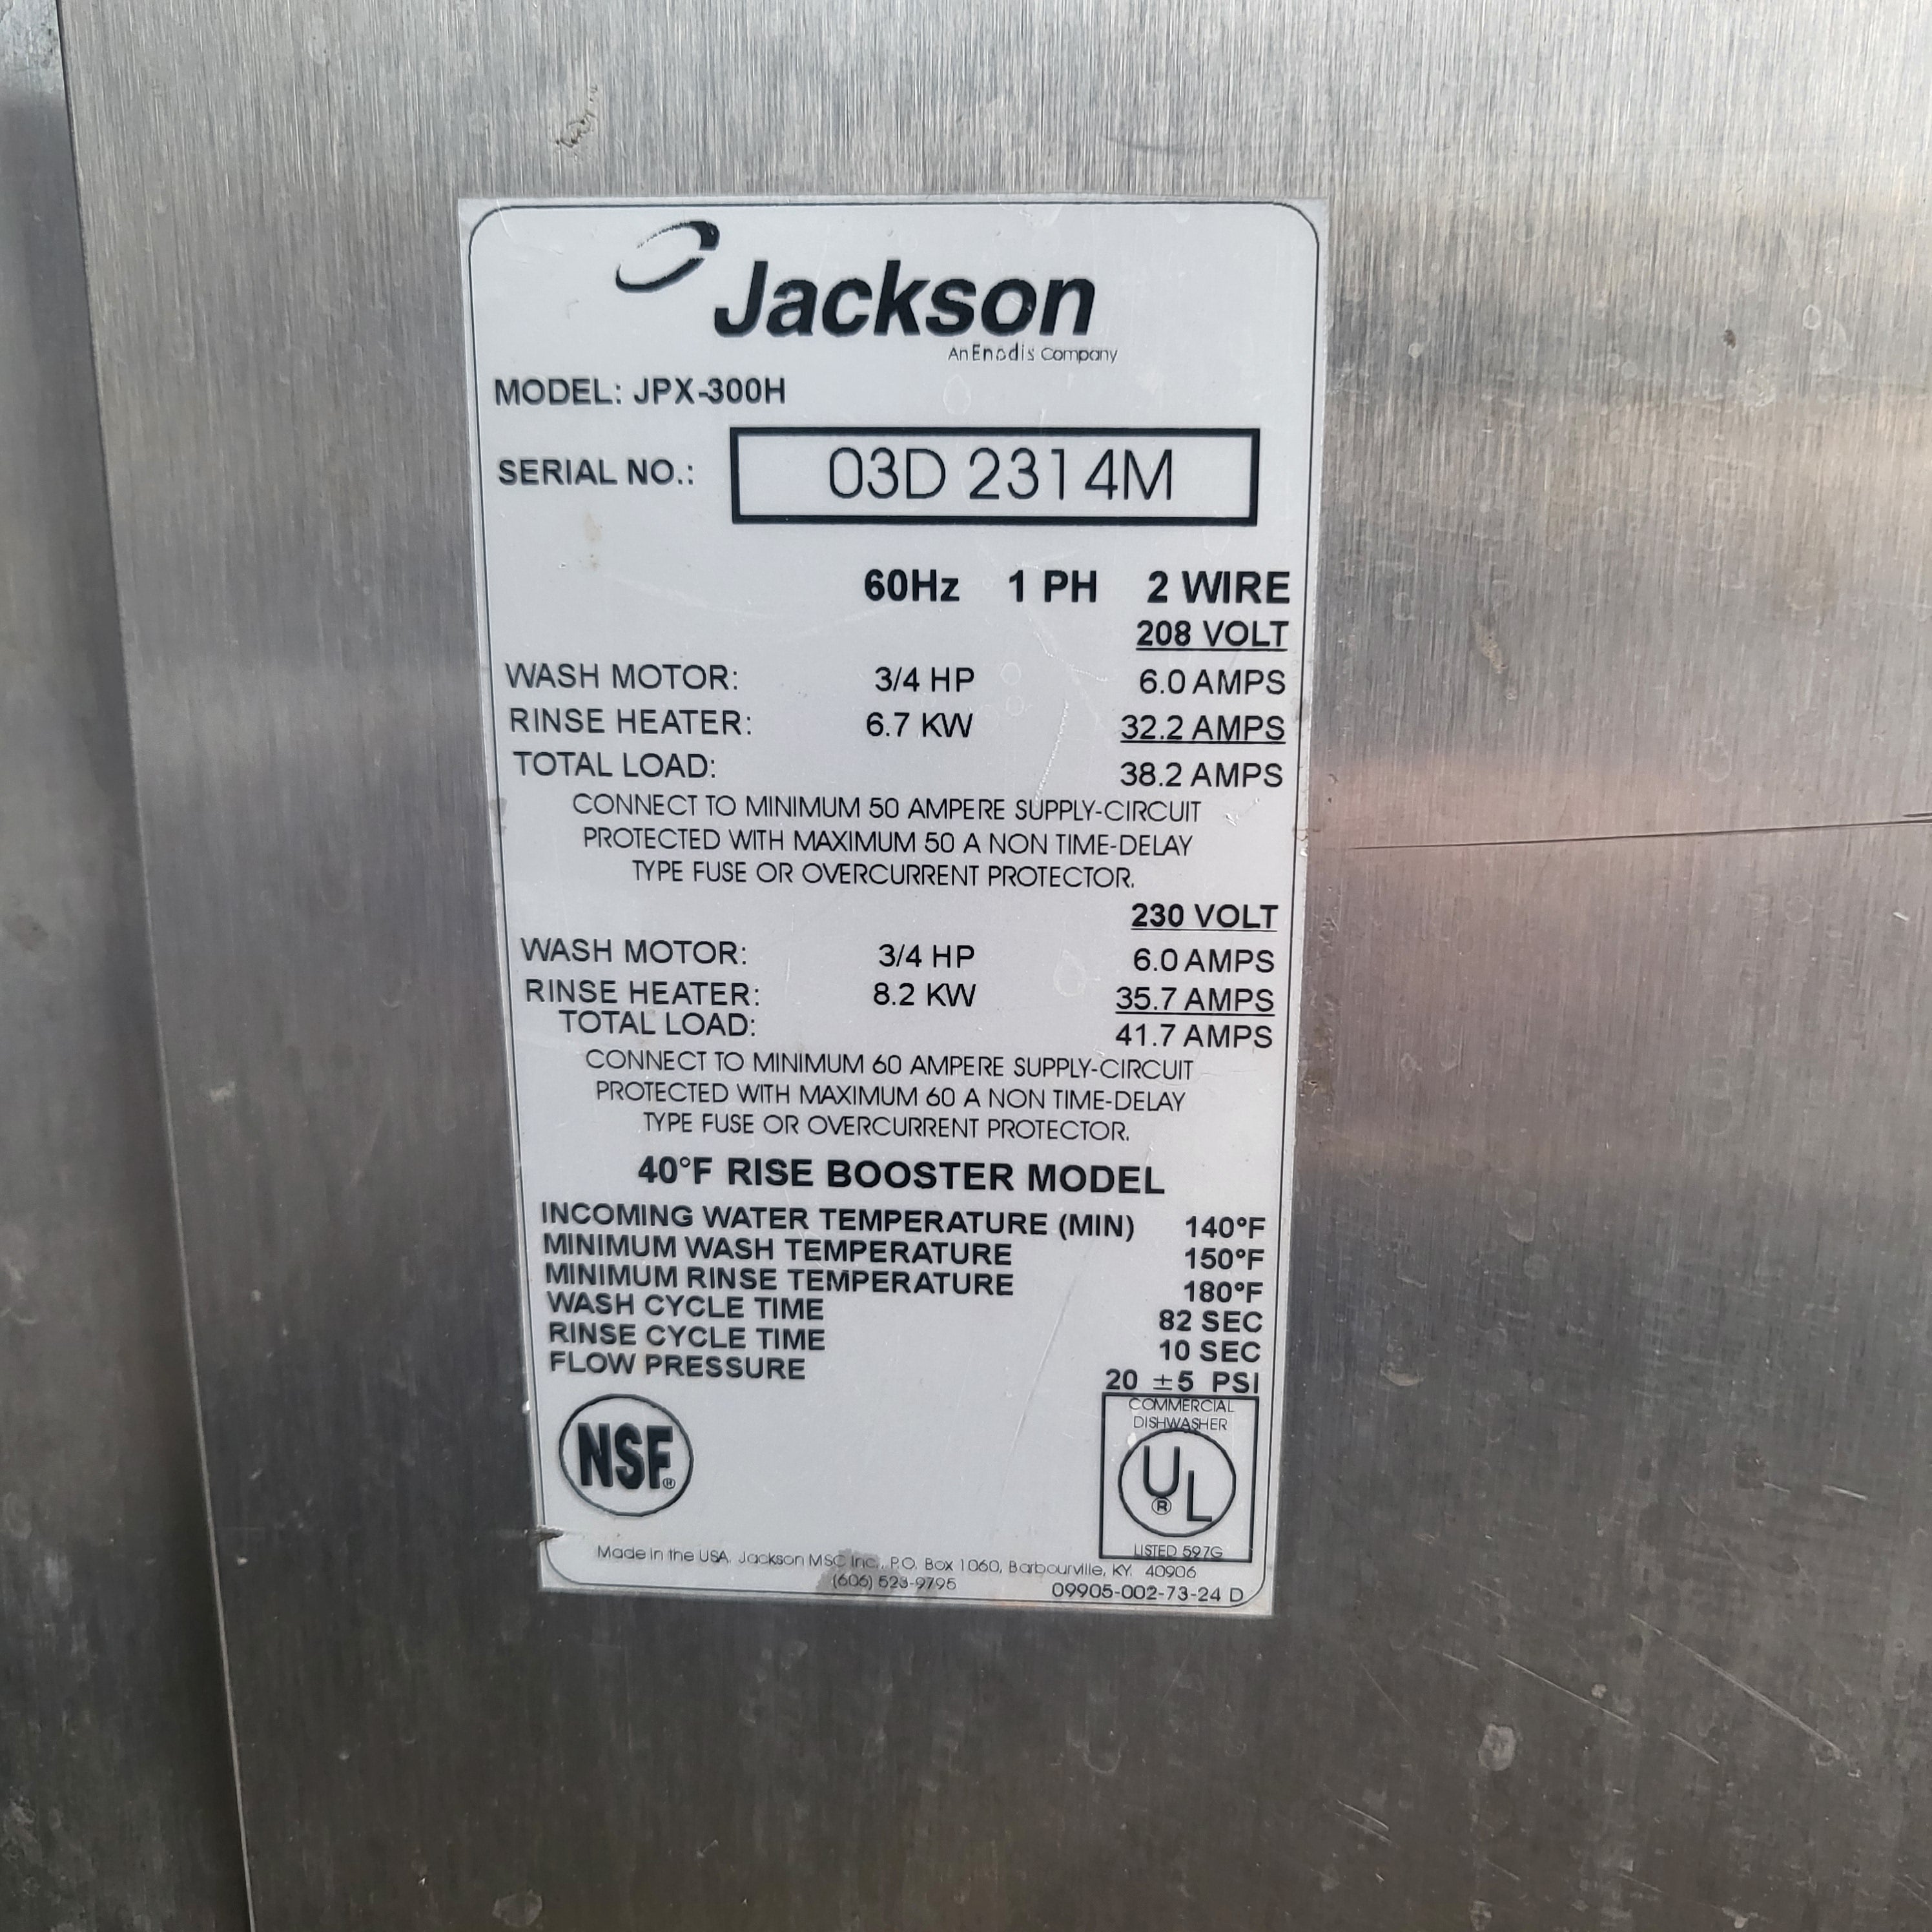 Jackson
An Enodis Company
MODEL: JPX-300H
SERIAL NO.: 03D 2314M
60Hz 1 PH 2 WIRE
208 VOLT
WASH MOTOR: 3/4 HP 6.0 AMPS
RINSE HEATER: 6.7 KW 32.2 AMPS
TOTAL LOAD: 38.2 AMPS
CONNECT TO MINIMUM 50 AMPERE SUPPLY-CIRCUIT
PROTECTED WITH MAXIMUM 50 A NON TIME-DELAY
TYPE FUSE OR OVERCURRENT PROTECTOR.
230 VOLT
WASH MOTOR: 3/4 HP 6.0 AMPS
RINSE HEATER: 8.2 KW 35.7 AMPS
TOTAL LOAD: 41.7 AMPS
CONNECT TO MINIMUM 60 AMPERE SUPPLY-CIRCUIT
PROTECTED WITH MAXIMUM 60 A NON TIME-DELAY
TYPE FUSE OR OVERCURRENT PROTECTOR.
40°F RISE BOOSTER MODEL
INCOMING WATER TEMPERATURE (MIN) 140°F
MINIMUM WASH TEMPERATURE 150°F
MINIMUM RINSE TEMPERATURE 180°F
WASH CYCLE TIME 82 SEC
RINSE CYCLE TIME 10 SEC
FLOW PRESSURE 20 ±5 PSI
NSF®
COMMERCIAL
DISHWASHER
UL®
LISTED 597G
Made in the USA. Jackson MSC Inc., P.O. Box 1060, Barbourville, KY. 40906
(606) 523-9795 09905-002-73-24 D